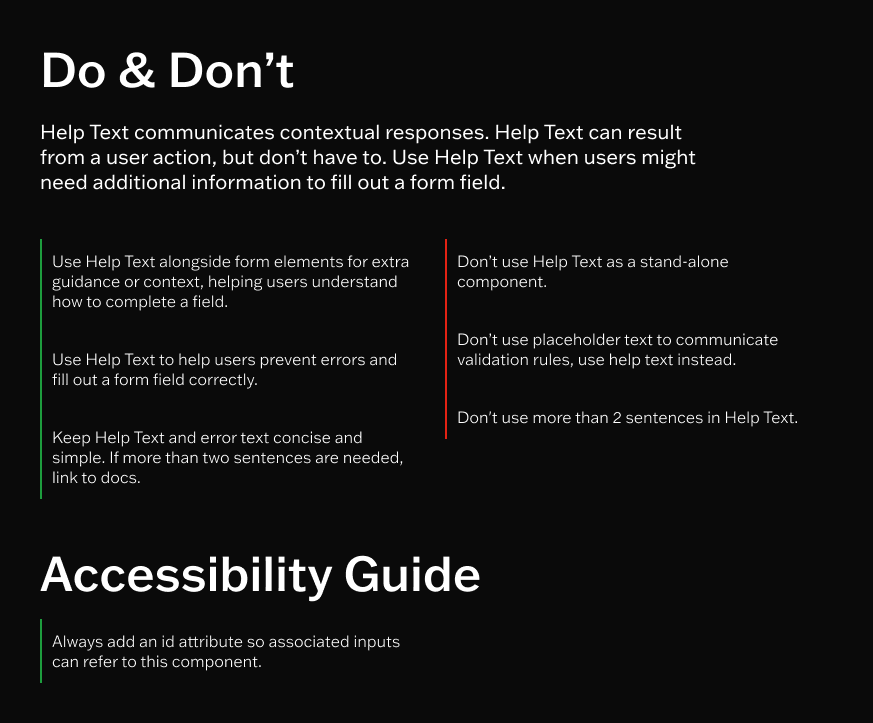 Do & Don’t
Help Text communicates contextual responses. Help Text can result
from a user action, but don’t have to. Use Help Text when users might
need additional information to fill out a form field.
Use Help Text alongside form elements for extra
guidance or context, helping users understand
how to complete a field.
Use Help Text to help users prevent errors and
fill out a form field correctly.
Keep Help Text and error text concise and
simple. If more than two sentences are needed,
link to docs.
Don’t use Help Text as a stand-alone
component.
Don’t use placeholder text to communicate
validation rules, use help text instead.
Don't use more than 2 sentences in Help Text.
Accessibility Guide
Always add an id attribute so associated inputs
can refer to this component.